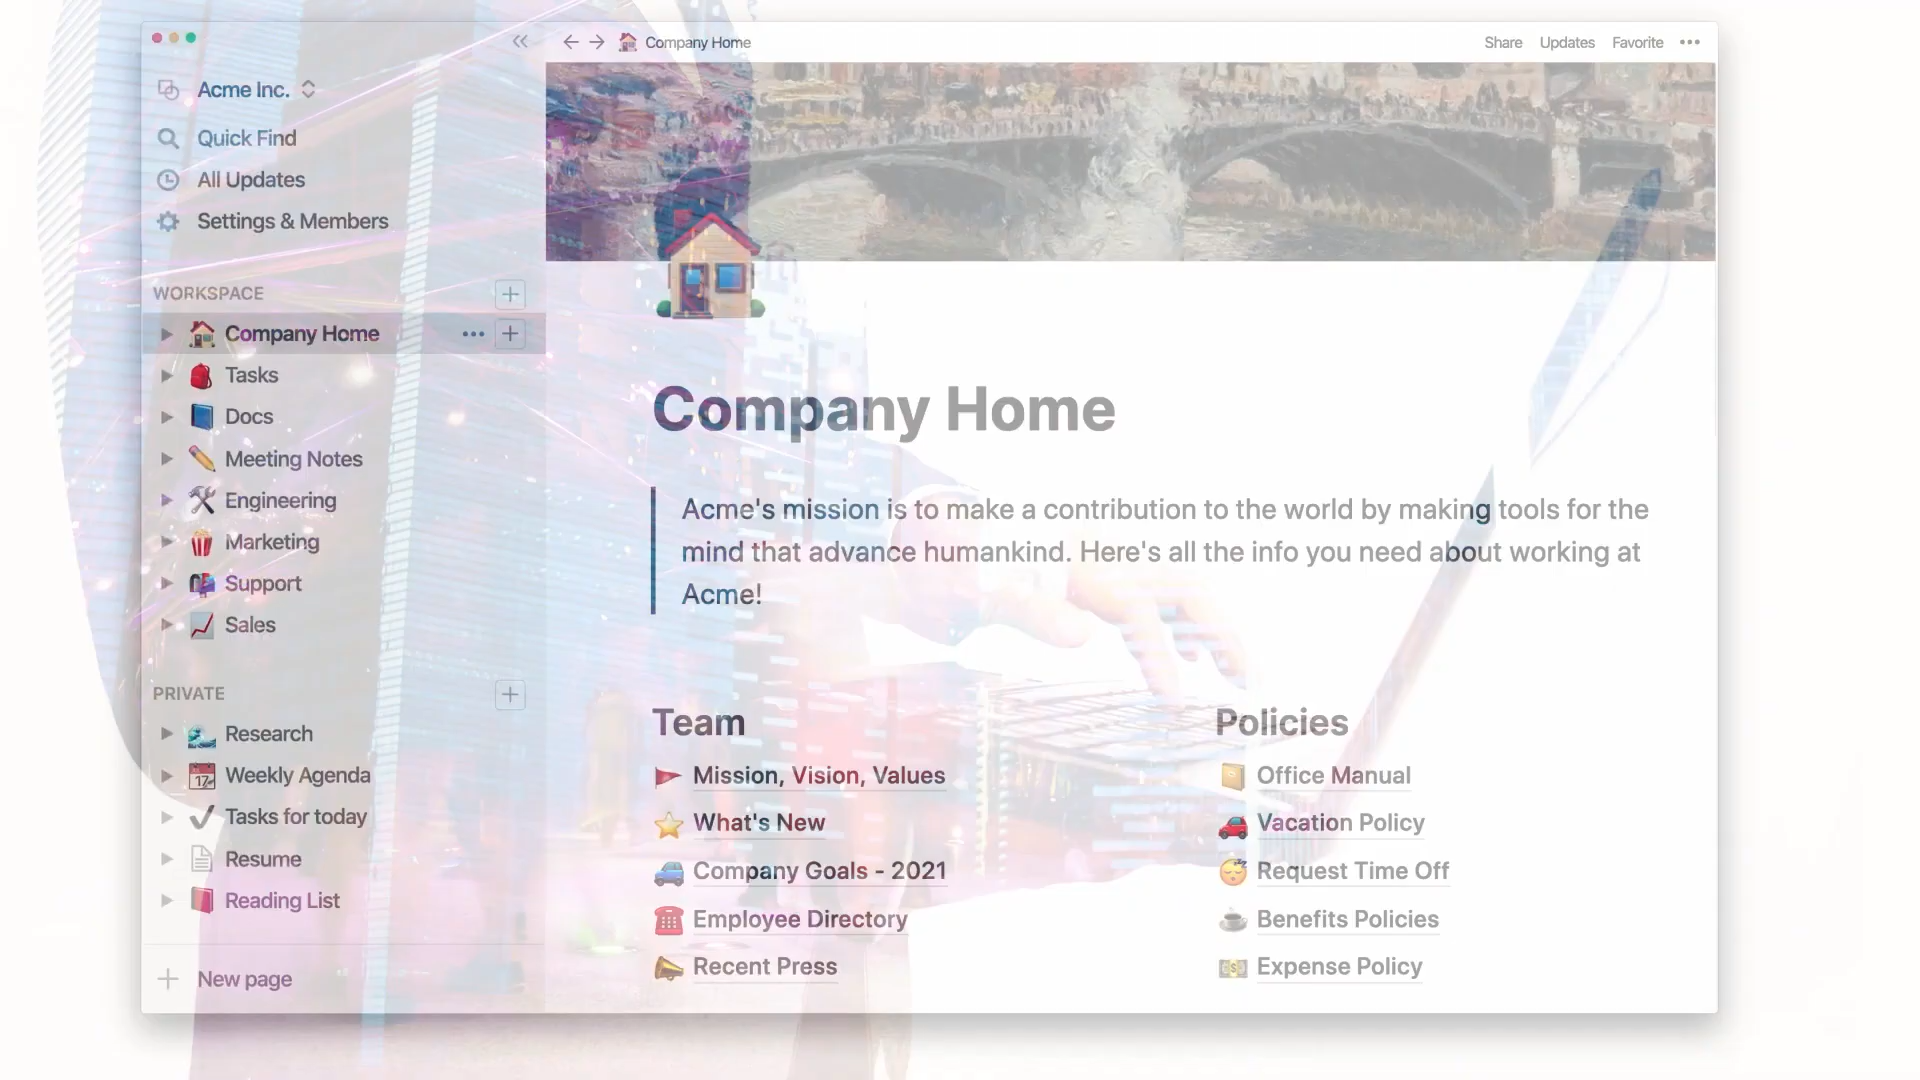 Company Home
Share
Updates
Favorite
Acme Inc.
Quick Find
All Updates
Settings & Members
WORKSPACE
Company Home
Tasks
Docs
Meeting Notes
Engineering
Marketing
Support
Sales
PRIVATE
Research
17
Weekly Agenda
Tasks for today
Resume
Reading List
New page
Company Home
Acme's mission is to make a contribution to the world by making tools for the
mind that advance humankind. Here's all the info you need about working at
Acme!
Team
Mission, Vision, Values
What's New
Company Goals - 2021
Employee Directory
Recent Press
Policies
Office Manual
Vacation Policy
Request Time Off
Benefits Policies
Expense Policy